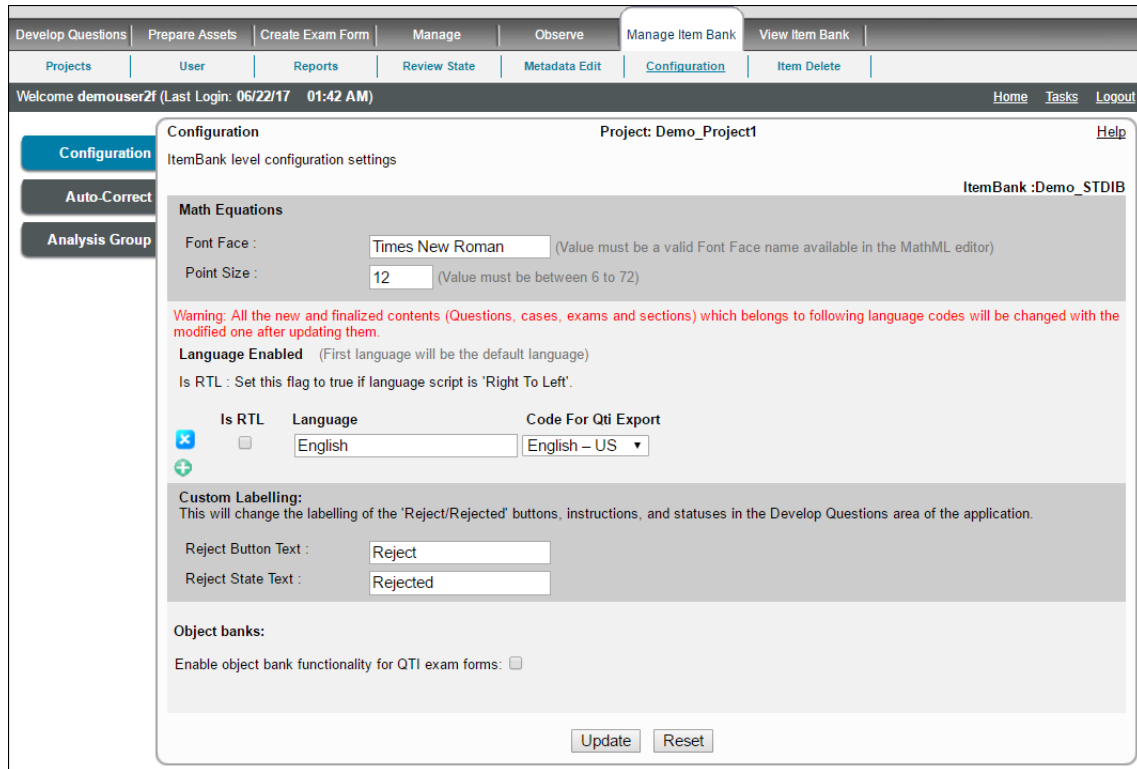 Develop Questions Prepare Assets Create Exam Form Manage Observe Manage Item Bank View Item Bank
Projects User Reports Review State Metadata Edit Configuration Item Delete
Welcome demouser2f (Last Login: 06/22/17 01:42 AM) Home Tasks Logout
Configuration
Auto-Correct
Analysis Group
Configuration Project: Demo_Project1 Help
ItemBank level configuration settings
ItemBank :Demo_STDIB
Math Equations
Font Face : Times New Roman (Value must be a valid Font Face name available in the MathML editor)
Point Size : 12 (Value must be between 6 to 72)
Warning: All the new and finalized contents (Questions, cases, exams and sections) which belongs to following language codes will be changed with the
modified one after updating them.
Language Enabled (First language will be the default language)
Is RTL : Set this flag to true if language script is 'Right To Left'.
Is RTL Language Code For Qti Export
English English – US
Custom Labelling:
This will change the labelling of the 'Reject/Rejected' buttons, instructions, and statuses in the Develop Questions area of the application.
Reject Button Text : Reject
Reject State Text : Rejected
Object banks:
Enable object bank functionality for QTI exam forms:
Update Reset